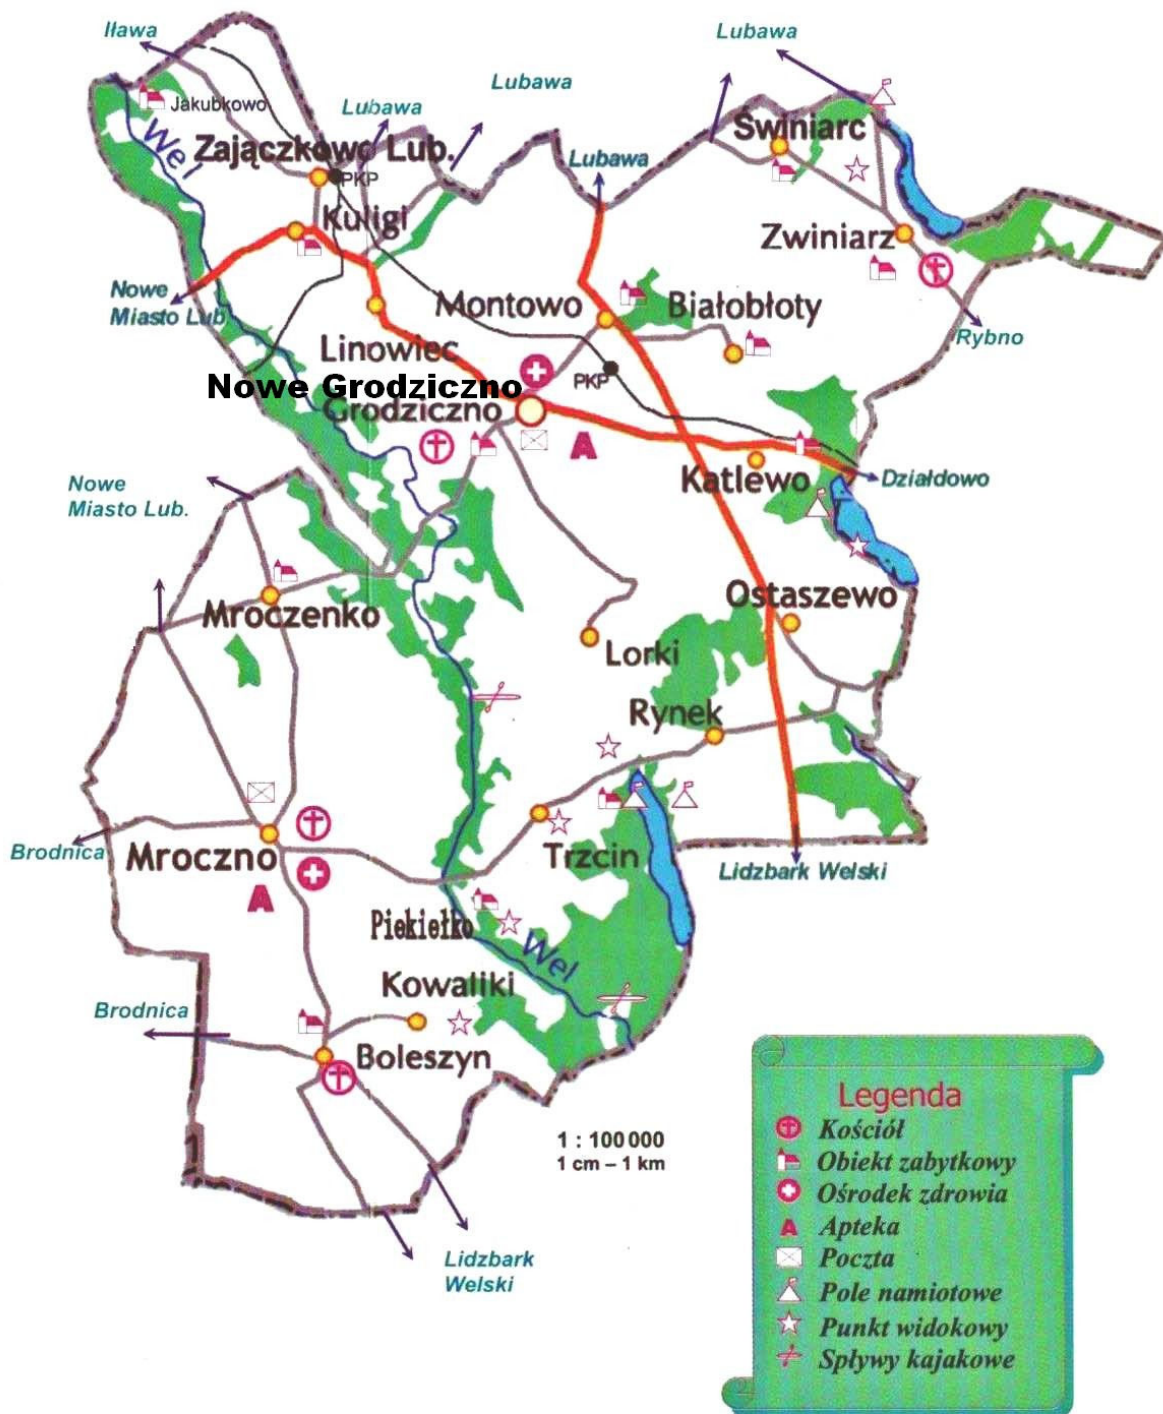 Iława
Lubawa
Lubawa
Lubawa
Jakubkowo
Wel
Świniarc
Zajączkowo Lub.
Lubawa
PKP
Kuligi
Zwiniarz
Nowe
Miasto Lub.
Montowo
Białobłoty
Rybno
Linowiec
PKP
Nowe Grodziczno
Grodziczno
Katlewo
Działdowo
Nowe
Miasto Lub.
Mroczenko
Ostaszewo
Lorki
Rynek
Brodnica
Mroczno
Trzcin
Lidzbark Welski
Piekiełko
Wel
Kowaliki
Brodnica
Boleszyn
1 : 100 000
1 cm – 1 km
Lidzbark
Welski
Legenda
Kościół
Obiekt zabytkowy
Ośrodek zdrowia
A Apteka
Poczta
Pole namiotowe
Punkt widokowy
Spływy kajakowe